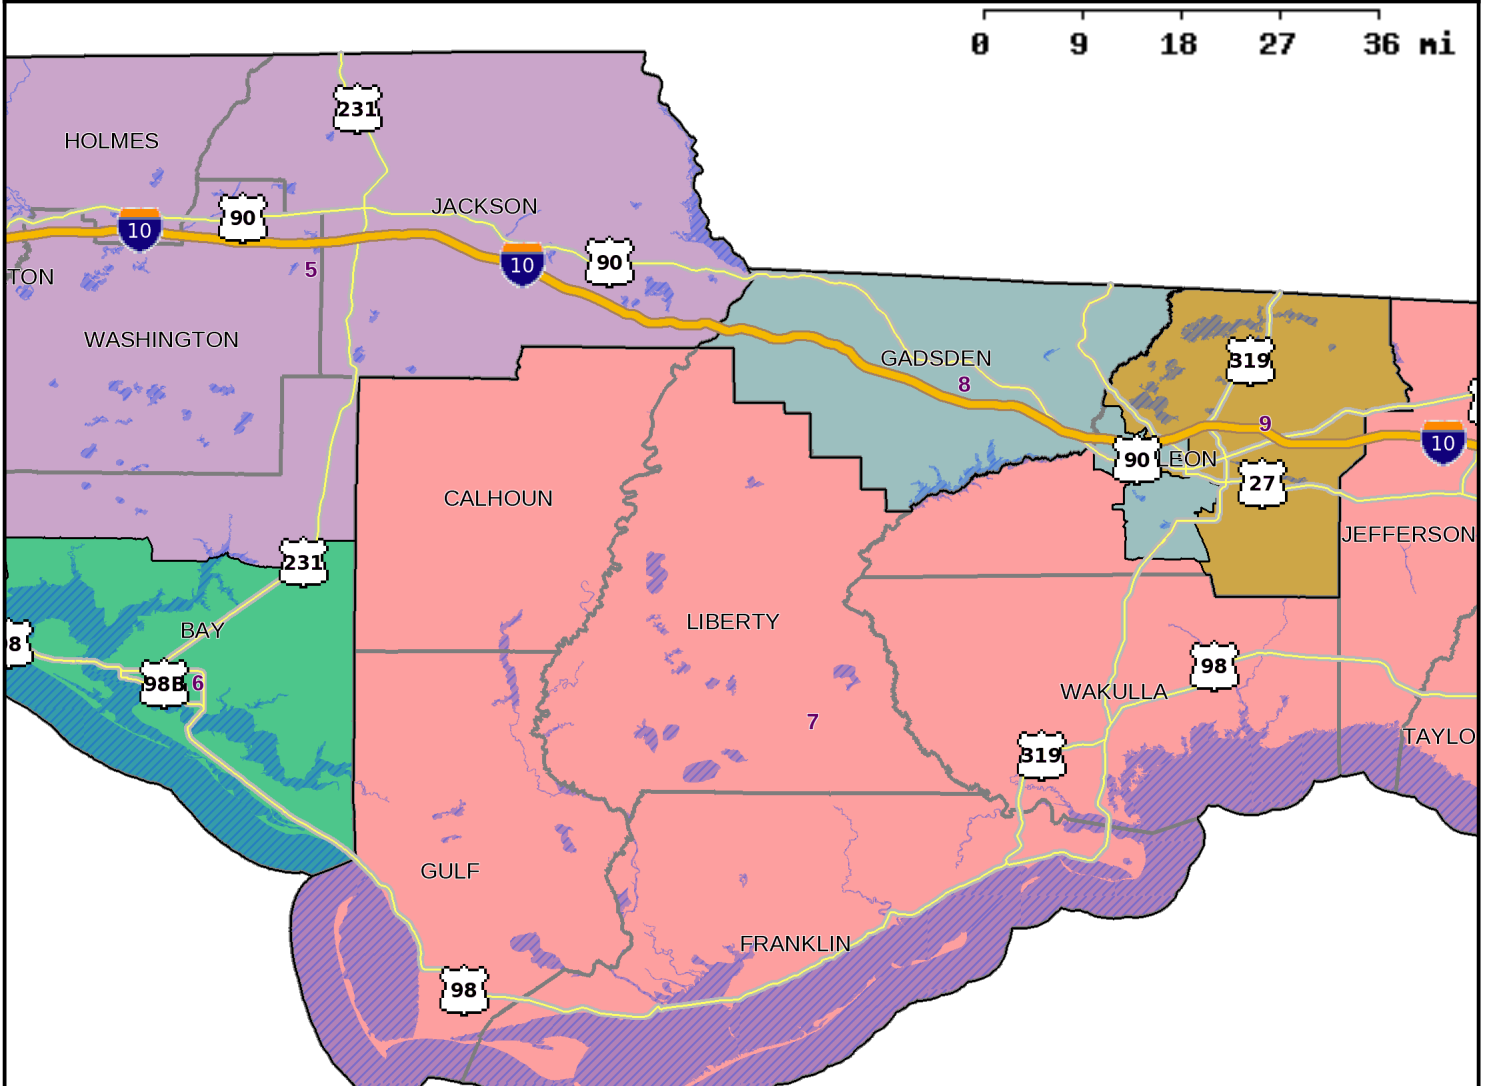 0 9 18 27 36 mi
231
HOLMES
JACKSON
90
10
10
90
5
TON
WASHINGTON
GADSDEN
8
319
9
10
90
LEON
27
CALHOUN
JEFFERSON
231
LIBERTY
BAY
8
98B
6
98
WAKULLA
7
TAYLO
319
GULF
FRANKLIN
98